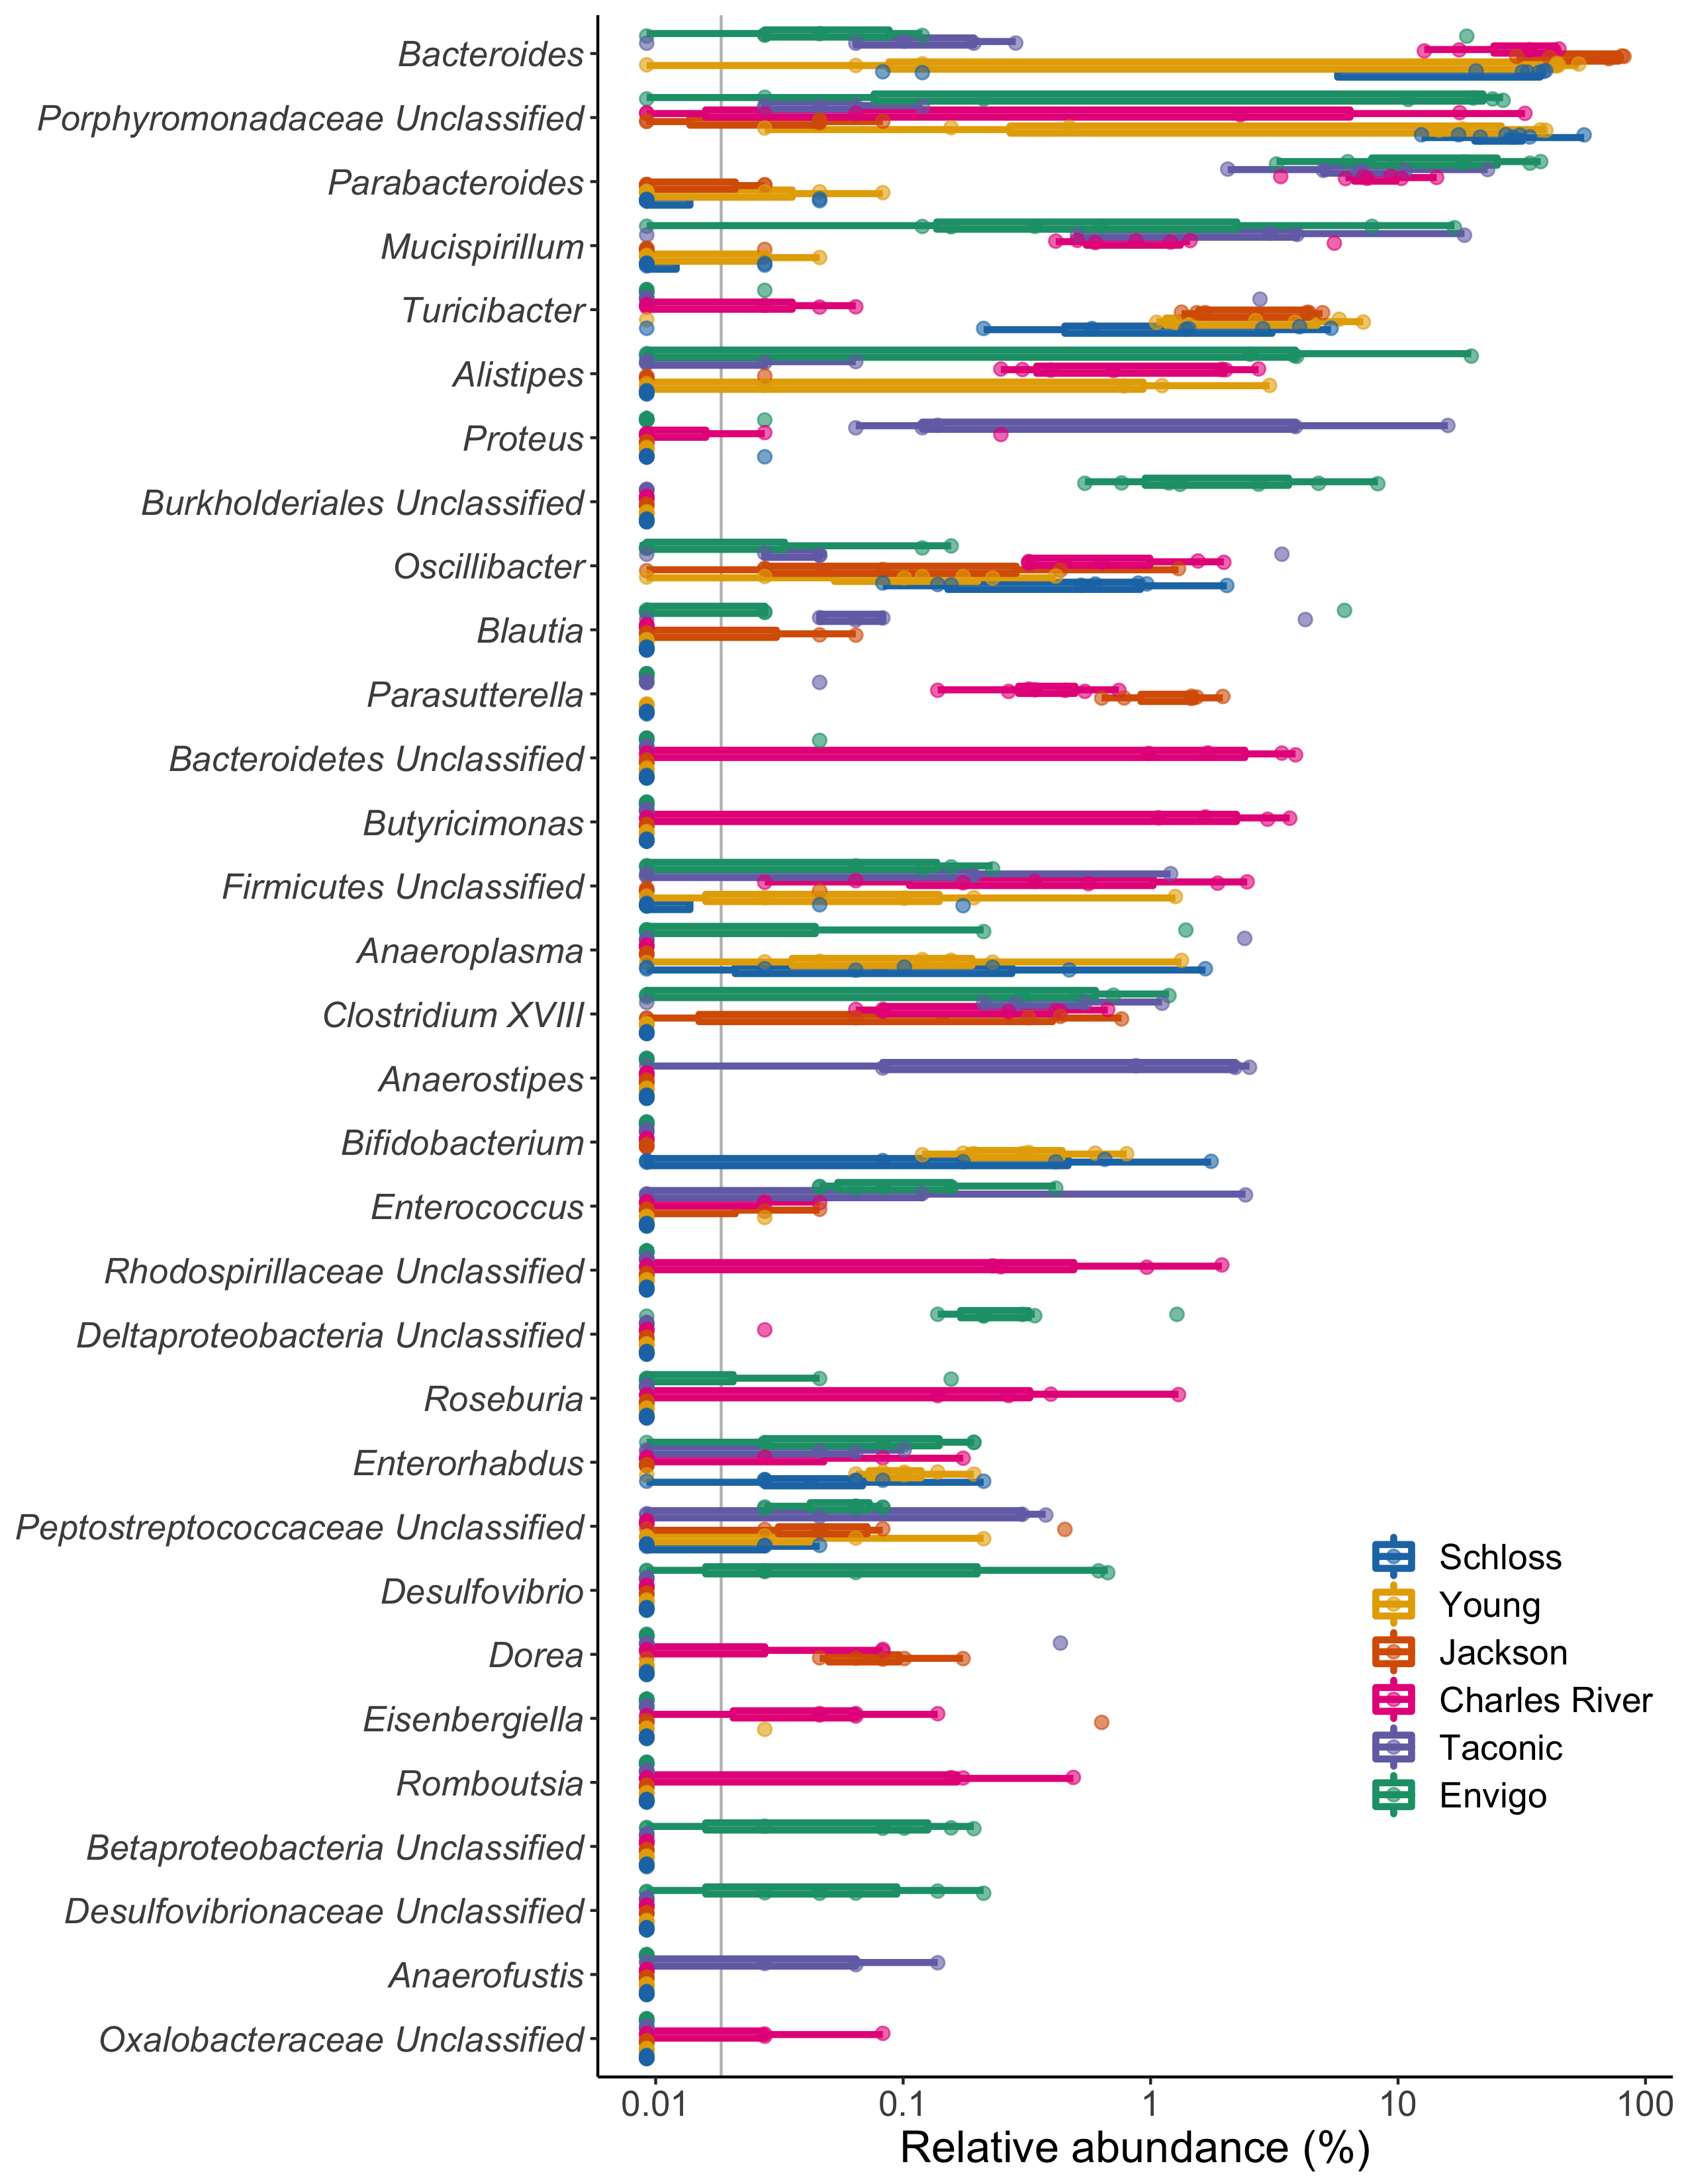 Bacteroides
Porphyromonadaceae Unclassified
Parabacteroides
Mucispirillum
Turicibacter
Alistipes
Proteus
Burkholderiales Unclassified
Oscillibacter
Blautia
Parasutterella
Bacteroidetes Unclassified
Butyricimonas
Firmicutes Unclassified
Anaeroplasma
Clostridium XVIII
Anaerostipes
Bifidobacterium
Enterococcus
Rhodospirillaceae Unclassified
Deltaproteobacteria Unclassified
Roseburia
Enterorhabdus
Peptostreptococcaceae Unclassified
Desulfovibrio
Dorea
Eisenbergiella
Romboutsia
Betaproteobacteria Unclassified
Desulfovibrionaceae Unclassified
Anaerofustis
Oxalobacteraceae Unclassified
Schloss
Young
Jackson
Charles River
Taconic
Envigo
0.01 0.1 1 10 100
Relative abundance (%)